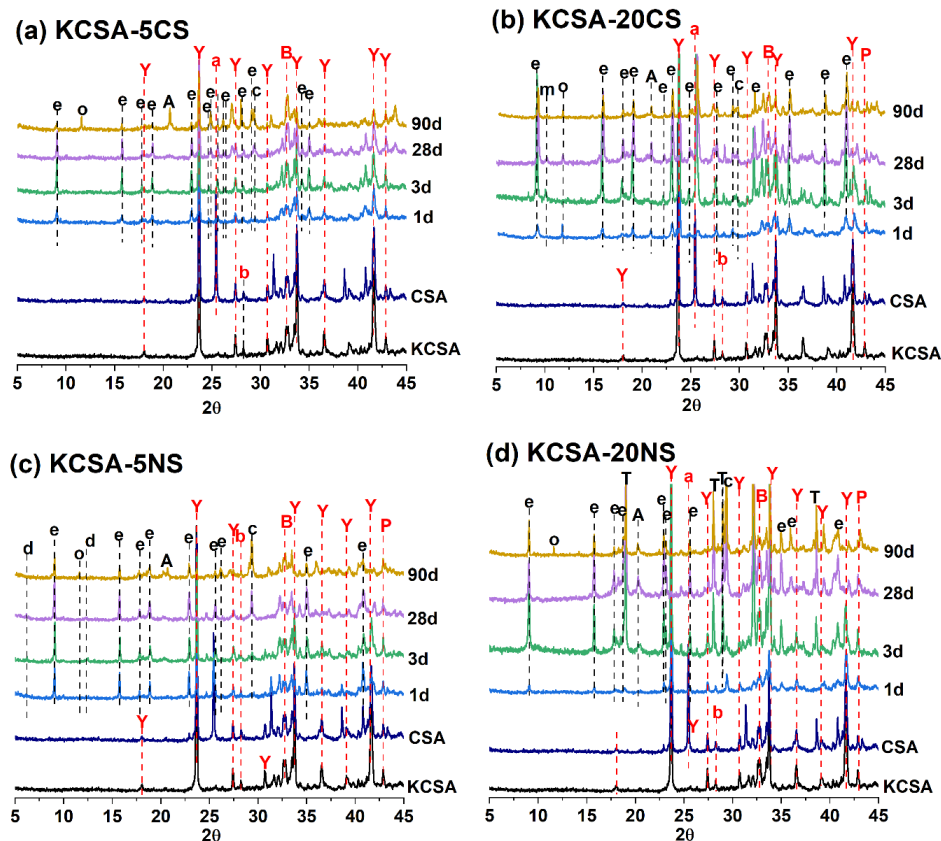 (a) KCSA-5CS
Y Y a Y Y B Y Y Y Y
e o e e e A e e e e e e c e e
90d
28d
3d
1d
b
CSA
KCSA
5 10 15 20 25 30 35 40 45
2θ
(b) KCSA-20CS
Y a Y Y B Y Y P
e m o e e e A e e e e c e e e e
90d
28d
3d
1d
Y b
CSA
KCSA
5 10 15 20 25 30 35 40 45
2θ
(c) KCSA-5NS
Y Y b B Y Y Y Y P
d e o d e e e A e e e c e e
90d
28d
3d
1d
Y
CSA
Y
KCSA
5 10 15 20 25 30 35 40 45
2θ
(d) KCSA-20NS
T Y a Y T T c Y B Y Y T Y Y P
e o e e e A e e e e e e
90d
28d
3d
1d
Y b
CSA
KCSA
5 10 15 20 25 30 35 40 45
2θ